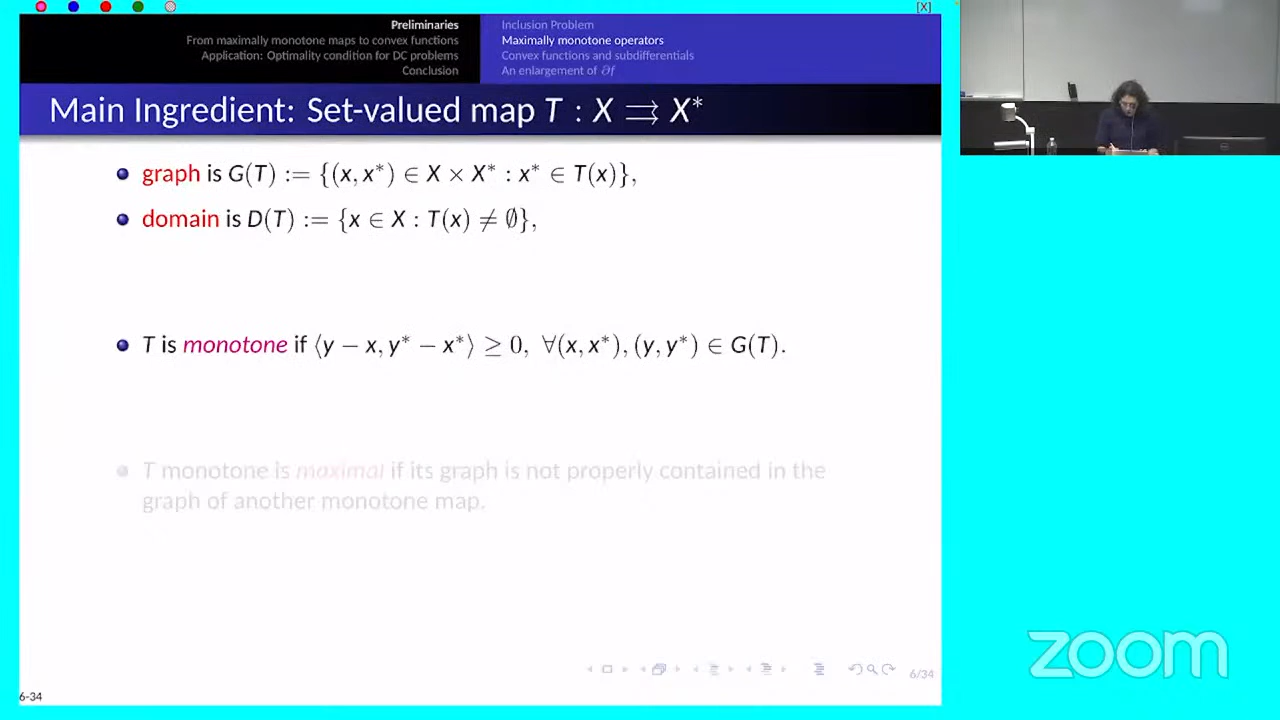 [X]
Preliminaries
From maximally monotone maps to convex functions
Application: Optimality condition for DC problems
Conclusion
Inclusion Problem
Maximally monotone operators
Convex functions and subdifferentials
An enlargement of ∂f
Main Ingredient: Set-valued map T : X ⇉ X*
graph is G(T) := {(x, x*) ∈ X × X* : x* ∈ T(x)},
domain is D(T) := {x ∈ X : T(x) ≠ ∅},
T is monotone if ⟨y − x, y* − x*⟩ ≥ 0, ∀(x, x*), (y, y*) ∈ G(T).
T monotone is maximal if its graph is not properly contained in the
graph of another monotone map.
6/34
6-34
zoom